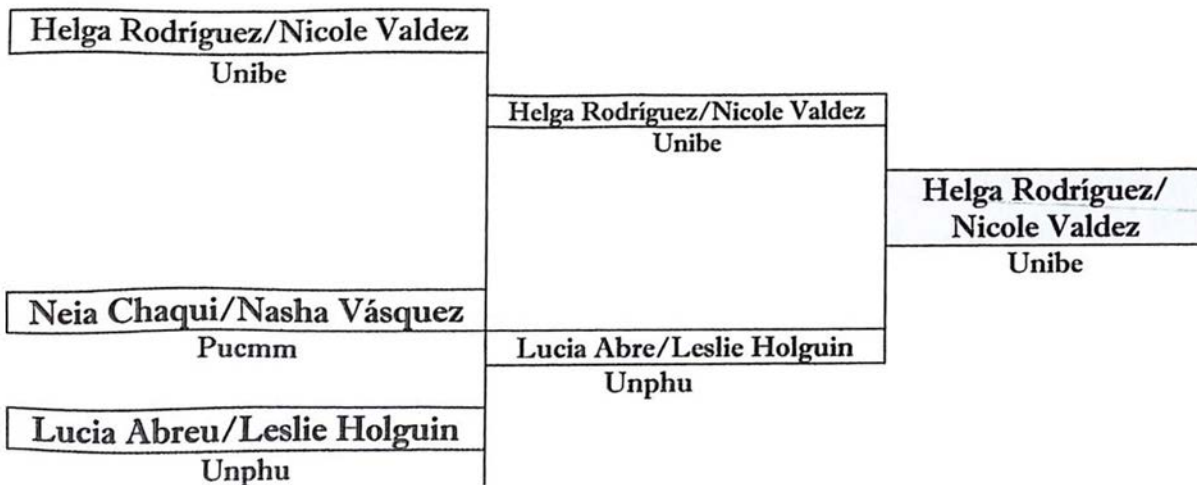 Helga Rodríguez/Nicole Valdez
Unibe
Neia Chaqui/Nasha Vásquez
Pucmm
Lucia Abreu/Leslie Holguin
Unphu
Helga Rodríguez/Nicole Valdez
Unibe
Lucia Abre/Leslie Holguin
Unphu
Helga Rodríguez/
Nicole Valdez
Unibe